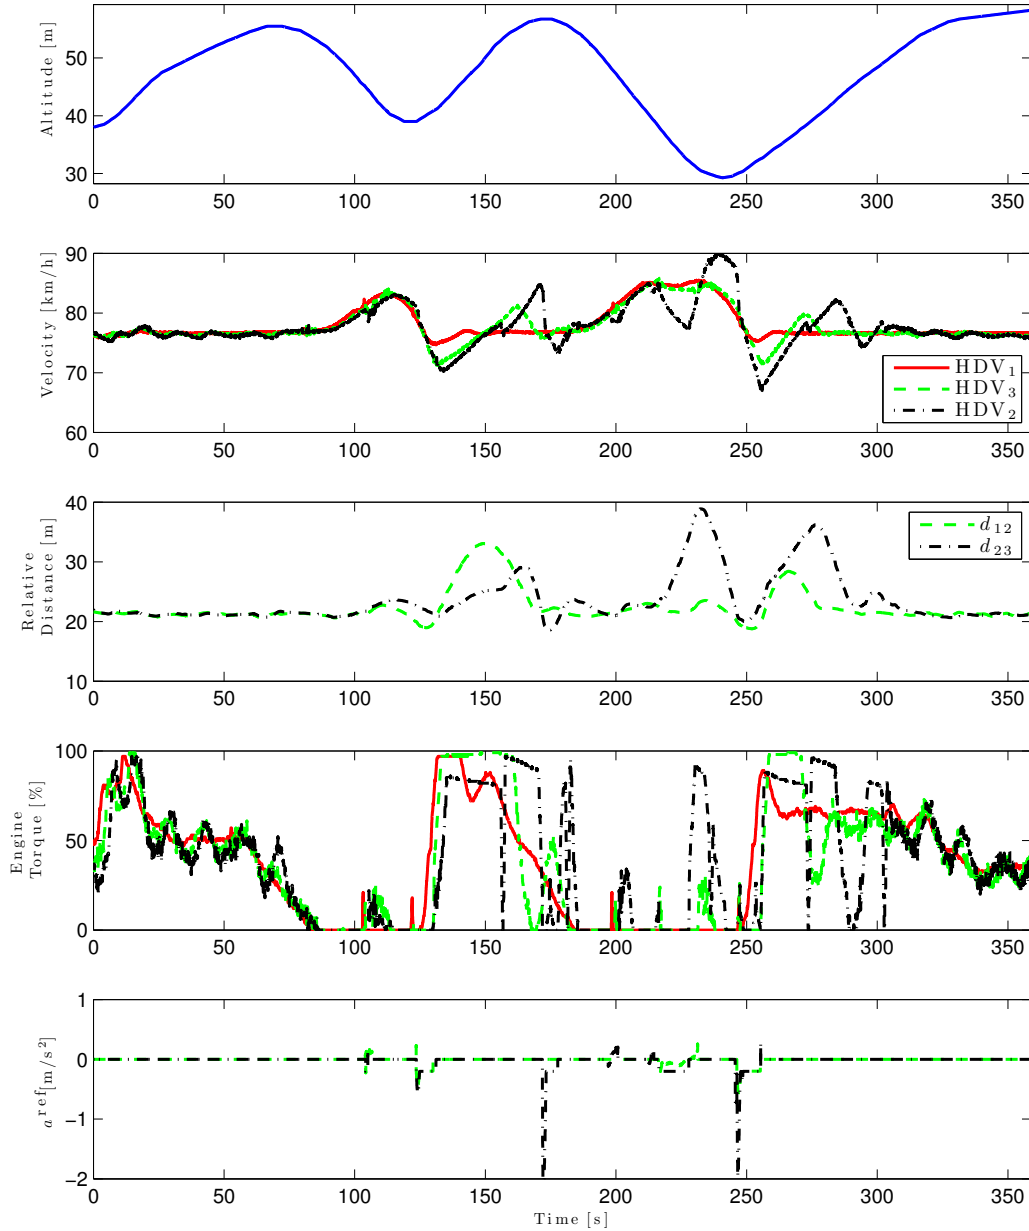 Altitude [m]
50
40
30
0 50 100 150 200 250 300 350
Velocity [km/h]
90
80
70
60
HDV₁
HDV₃
HDV₂
0 50 100 150 200 250 300 350
Relative
Distance [m]
40
30
20
10
d₁₂
d₂₃
0 50 100 150 200 250 300 350
Engine
Torque [%]
100
50
0
0 50 100 150 200 250 300 350
a ref[m/s²]
1
0
−1
−2
0 50 100 150 200 250 300 350
Time [s]